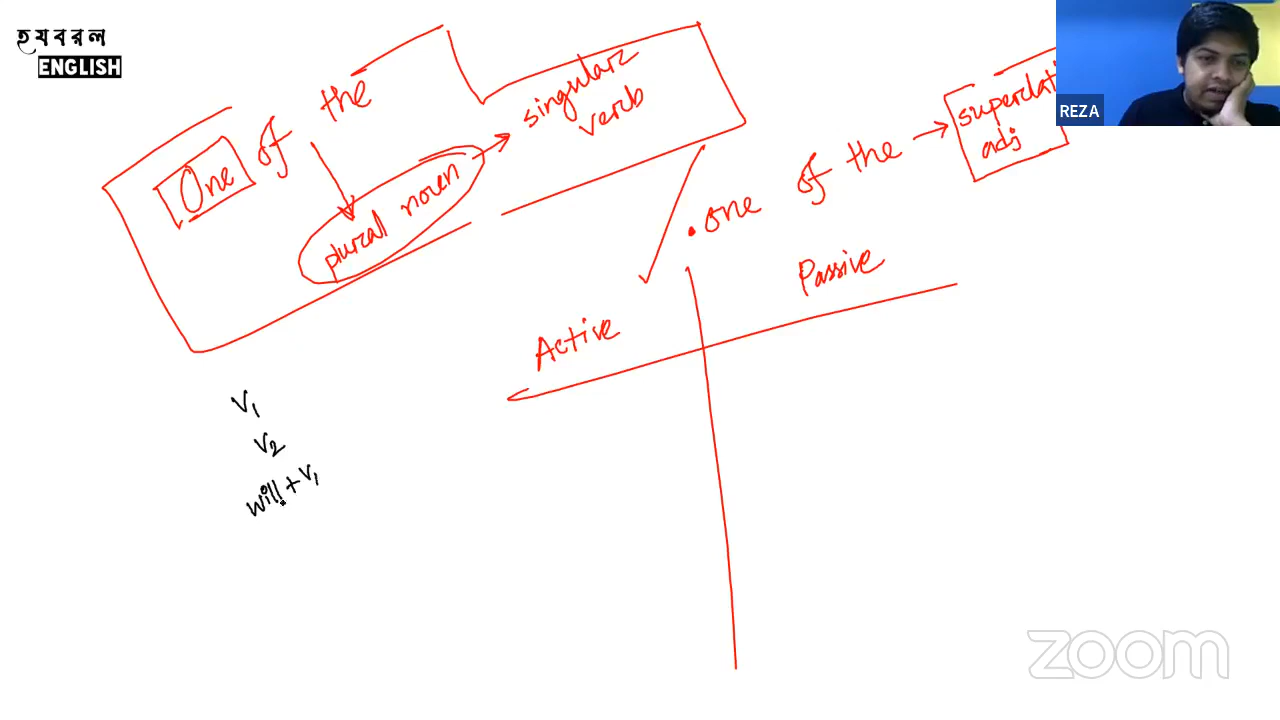 হ য ব র ল
ENGLISH
REZA
One of the
plural noun → singular verb
. one of the → superlati
adj
Active
Passive
V1
V2
will + V1
zoom